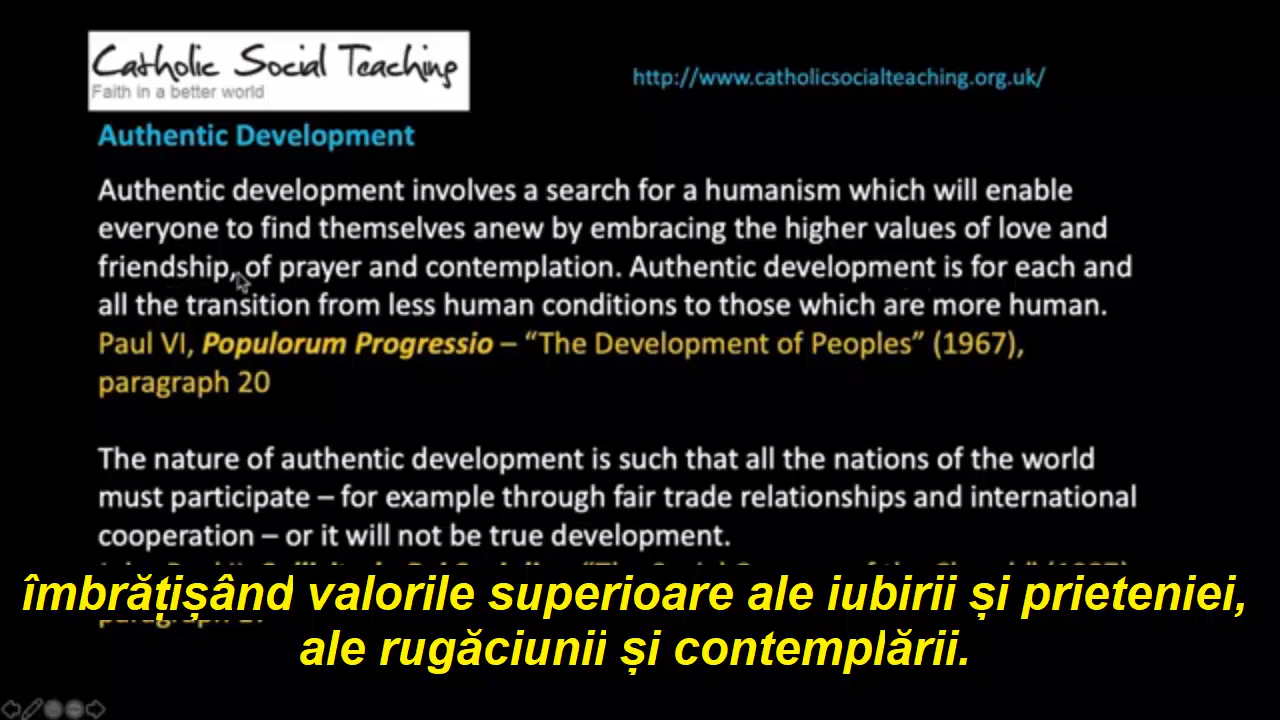 Catholic Social Teaching
Faith in a better world
http://www.catholicsocialteaching.org.uk/
Authentic Development
Authentic development involves a search for a humanism which will enable
everyone to find themselves anew by embracing the higher values of love and
friendship, of prayer and contemplation. Authentic development is for each and
all the transition from less human conditions to those which are more human.
Paul VI, Populorum Progressio – “The Development of Peoples” (1967),
paragraph 20
The nature of authentic development is such that all the nations of the world
must participate – for example through fair trade relationships and international
cooperation – or it will not be true development.
îmbrățișând valorile superioare ale iubirii și prieteniei,
ale rugăciunii și contemplării.